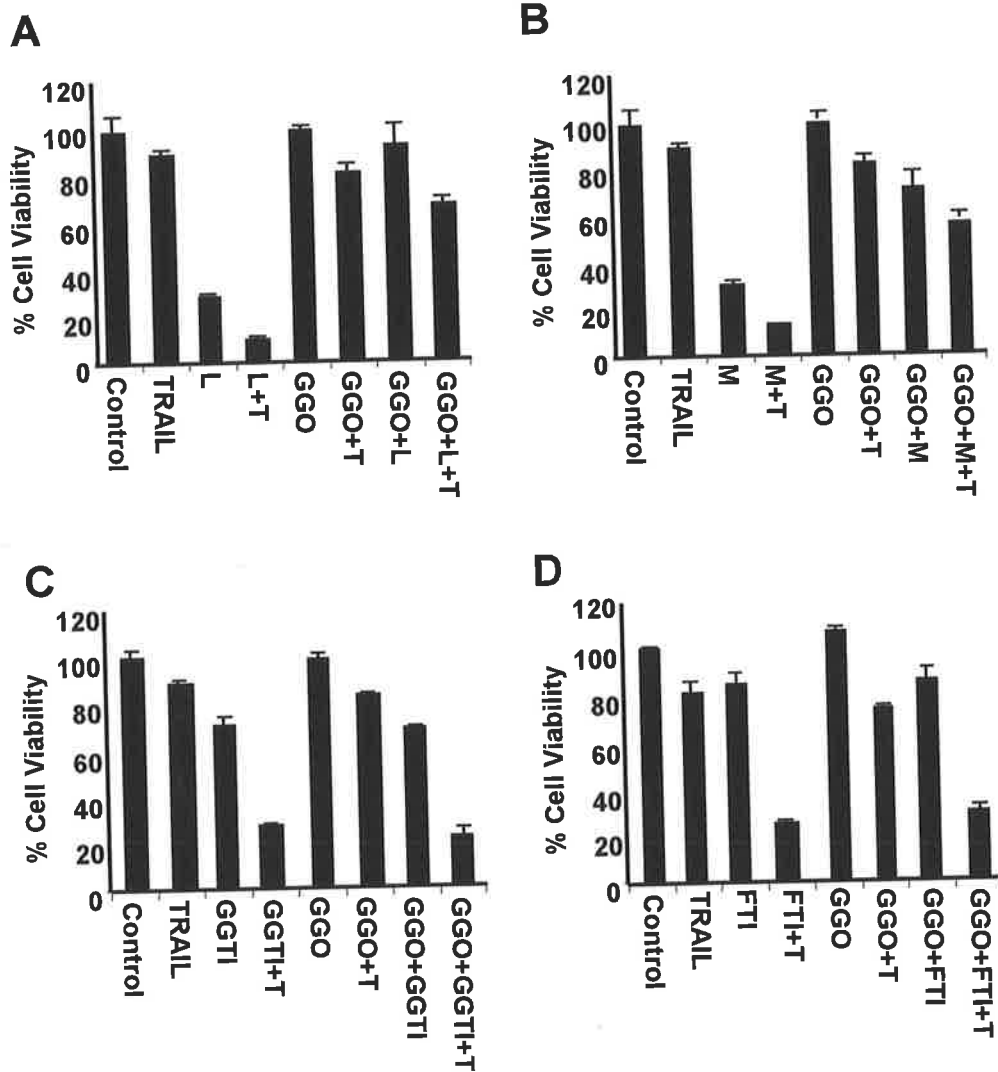 A
% Cell Viability
120
100
80
60
40
20
0
Control
TRAIL
L
L+T
GGO
GGO+T
GGO+L
GGO+L+T
B
% Cell Viability
120
100
80
60
40
20
0
Control
TRAIL
M
M+T
GGO
GGO+T
GGO+M
GGO+M+T
C
% Cell Viability
120
100
80
60
40
20
0
Control
TRAIL
GGTI
GGTI+T
GGO
GGO+T
GGO+GGTI
GGO+GGTI+T
D
% Cell Viability
120
100
80
60
40
20
0
Control
TRAIL
FTI
FTI+T
GGO
GGO+T
GGO+FTI
GGO+FTI+T